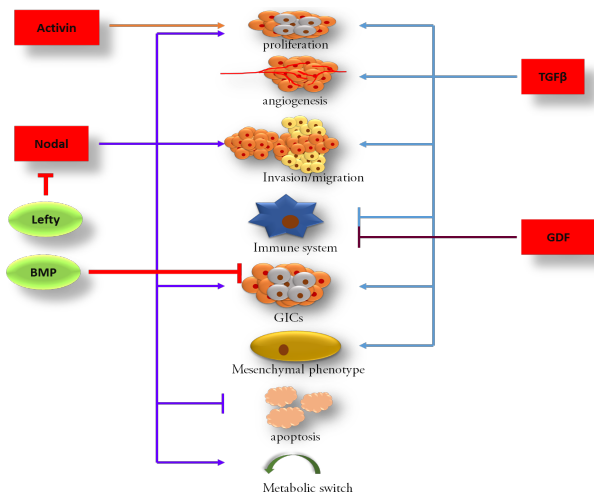 Activin
proliferation
TGFβ
angiogenesis
Nodal
Invasion/migration
Lefty
Immune system
GDF
BMP
GICs
Mesenchymal phenotype
apoptosis
Metabolic switch